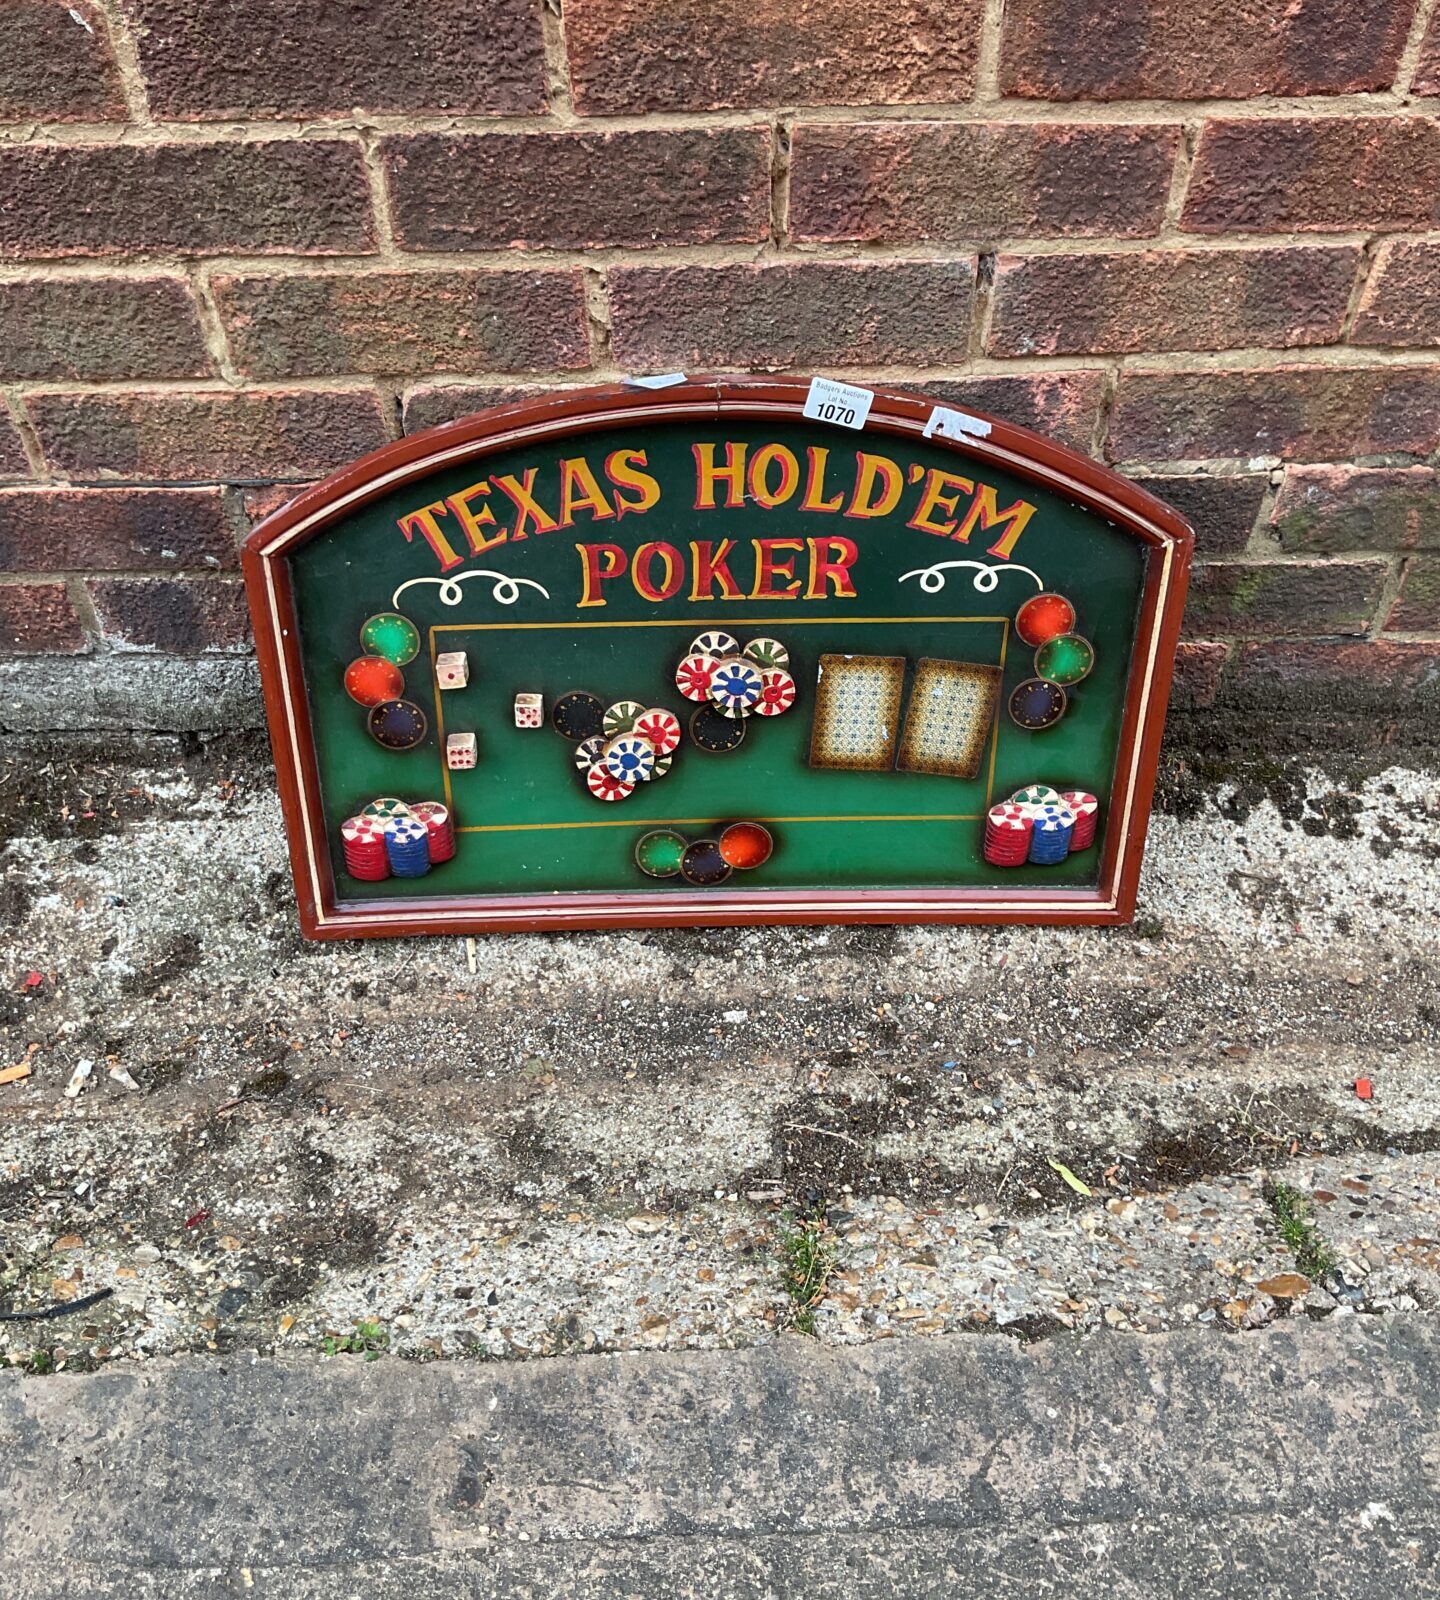 Badgers Auctions
Lot No.
1070
TEXAS HOLD'EM
POKER